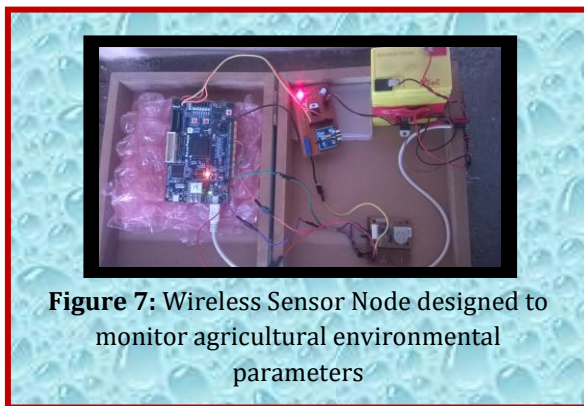 Figure 7: Wireless Sensor Node designed to
monitor agricultural environmental
parameters